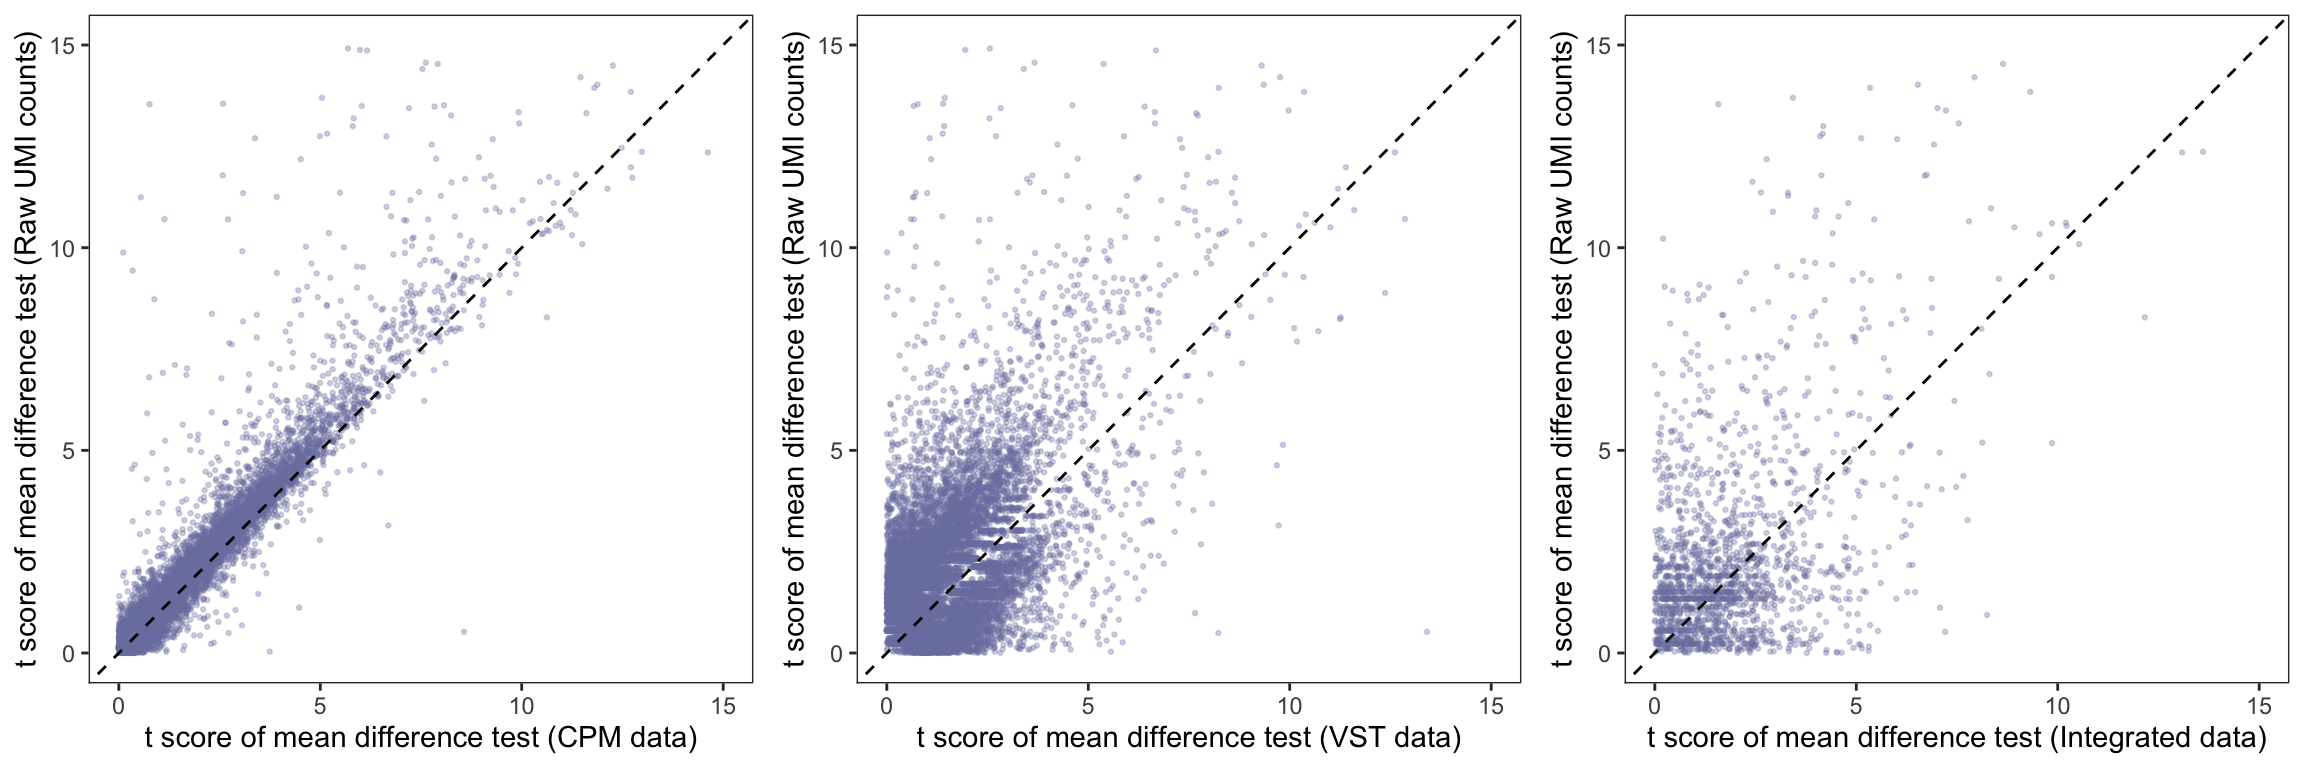 t score of mean difference test (Raw UMI counts)
15
10
5
0
0 5 10 15
t score of mean difference test (CPM data)
t score of mean difference test (Raw UMI counts)
15
10
5
0
0 5 10 15
t score of mean difference test (VST data)
t score of mean difference test (Raw UMI counts)
15
10
5
0
0 5 10 15
t score of mean difference test (Integrated data)